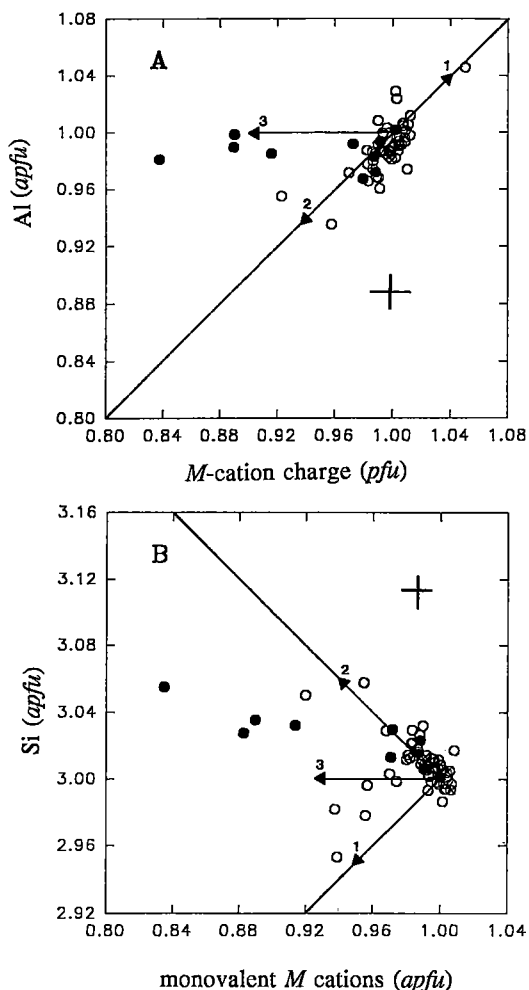 1.08
A
1
1.04
3
1.00
Al (apfu)
0.96
2
0.92
0.88
0.84
0.80
0.80 0.84 0.88 0.92 0.96 1.00 1.04 1.08
M-cation charge (pfu)
3.16
B
3.12
3.08
2
3.04
Si (apfu)
3
3.00
1
2.96
2.92
0.80 0.84 0.88 0.92 0.96 1.00 1.04
monovalent M cations (apfu)